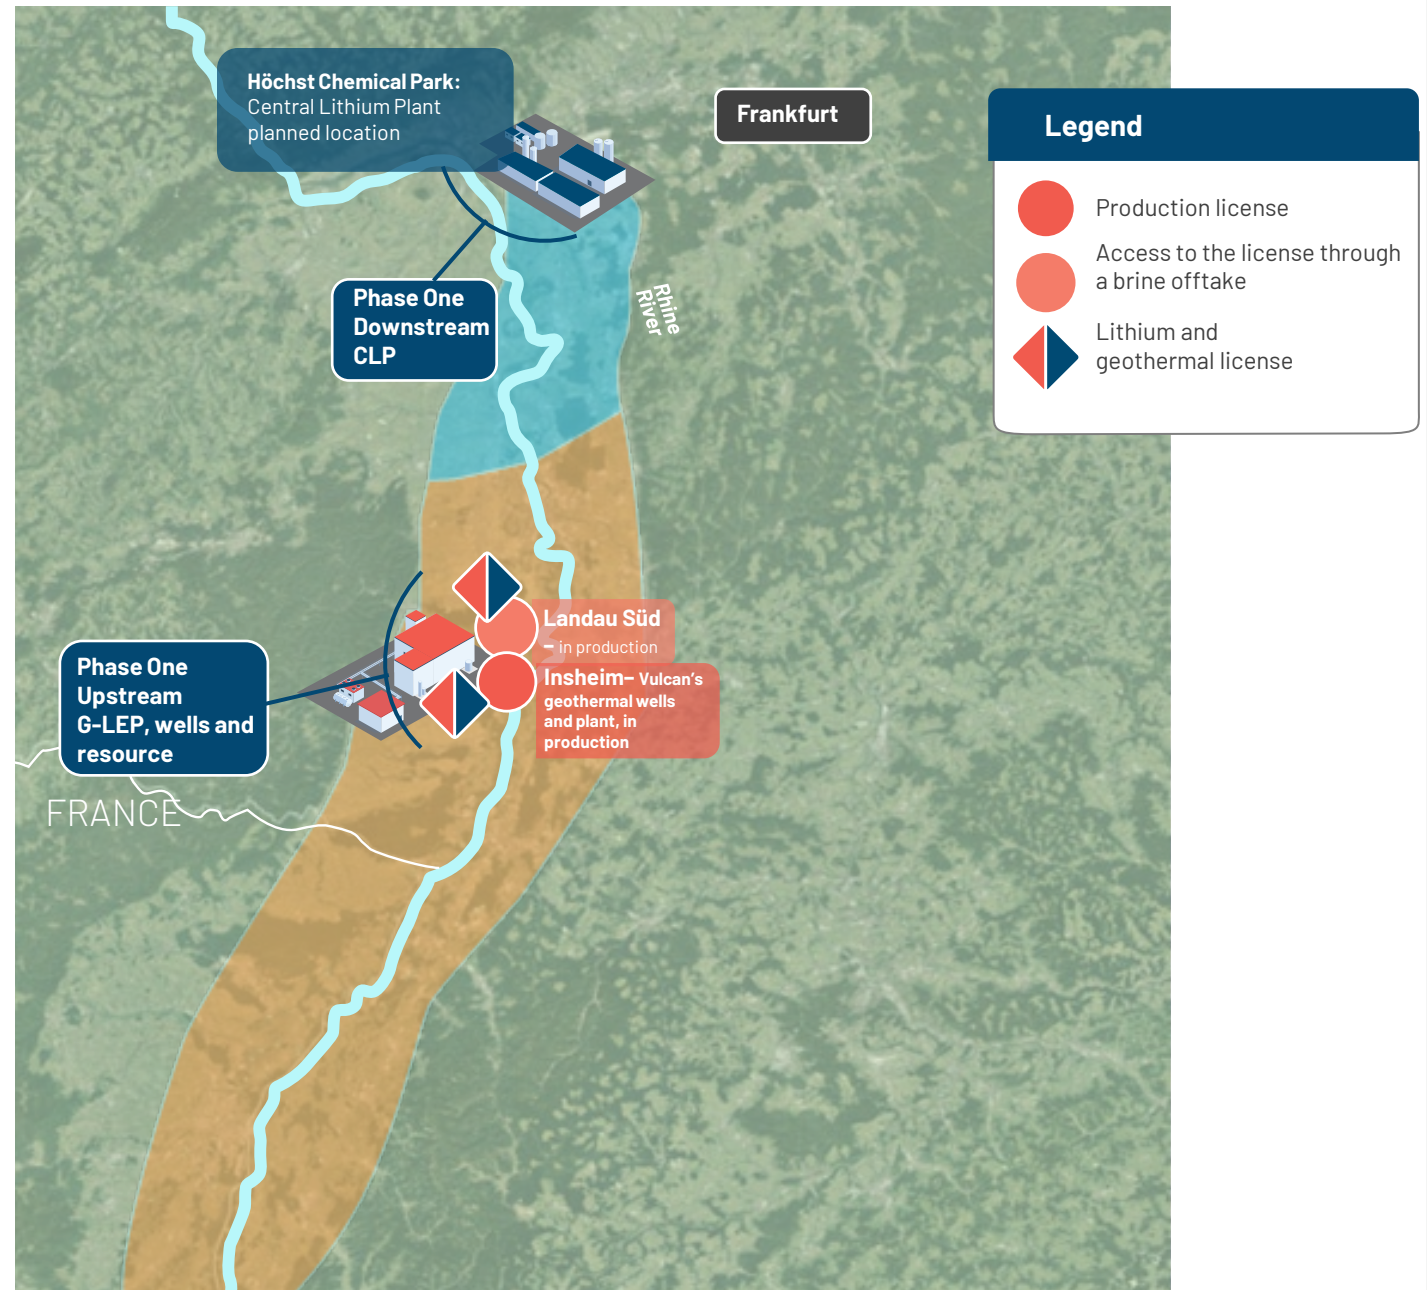 Höchst Chemical Park:
Central Lithium Plant
planned location
Frankfurt
Legend
Production license
Access to the license through
a brine offtake
Lithium and
geothermal license
Phase One
Downstream
CLP
Rhine
River
Landau Süd
– in production
Insheim– Vulcan's
geothermal wells
and plant, in
production
Phase One
Upstream
G-LEP, wells and
resource
FRANCE